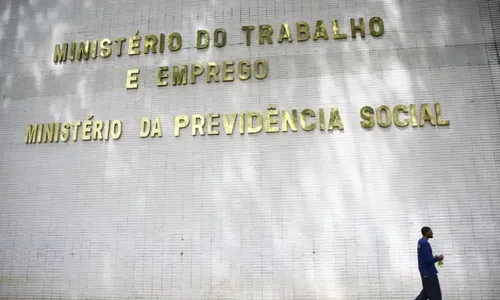 MINISTÉRIO DO TRABALHO
E EMPREGO
MINISTÉRIO DA PREVIDÊNCIA SOCIAL